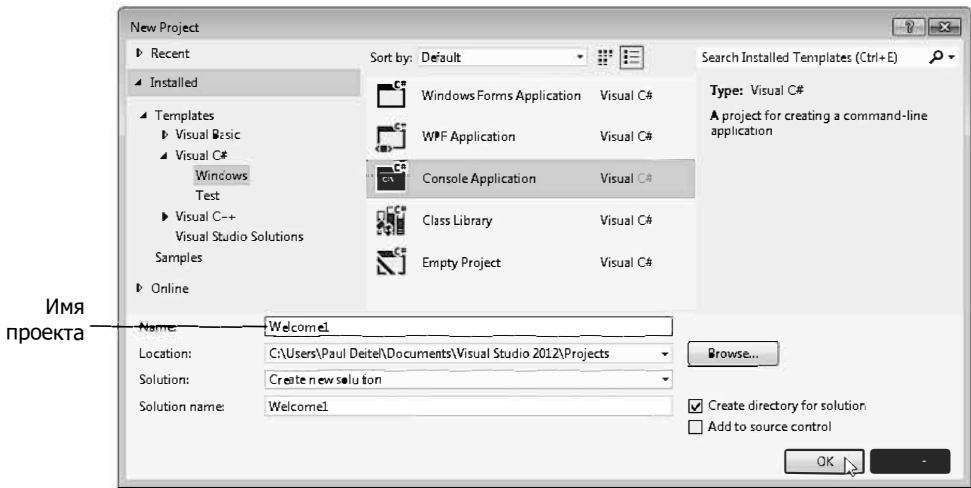 New Project
Recent
Installed
Templates
Visual Basic
Visual C#
Windows
Test
Visual C++
Visual Studio Solutions
Samples
Online
Sort by: Default
Windows Forms Application Visual C#
WPF Application Visual C#
Console Application Visual C#
Class Library Visual C#
Empty Project Visual C#
Search Installed Templates (Ctrl+E)
Type: Visual C#
A project for creating a command-line
application
Имя
проекта
Name: Welcome1
Location: C:\Users\Paul Deitel\Documents\Visual Studio 2012\Projects
Browse...
Solution: Create new solution
Solution name: Welcome1
Create directory for solution
Add to source control
OK